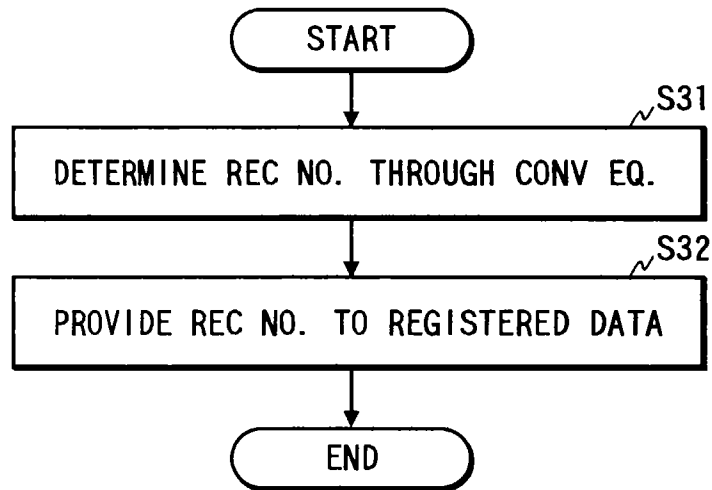 START
S31
DETERMINE REC NO. THROUGH CONV EQ.
S32
PROVIDE REC NO. TO REGISTERED DATA
END